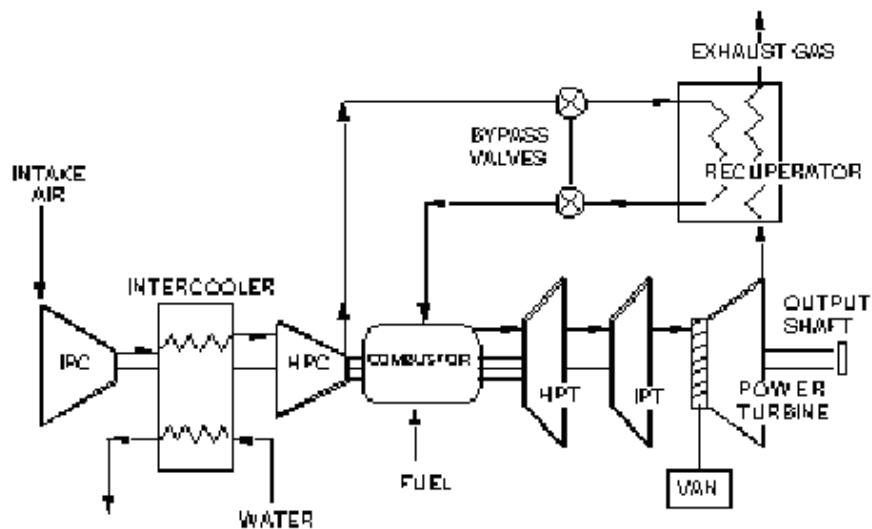 EXHAUST GAS
BYPASS
VALVES
RECUPERATOR
INTAKE
AIR
INTERCOOLER
OUTPUT
SHAFT
IPC
HPC
COMBUSTOR
HPT
IPT
POWER
TURBINE
FUEL
VAN
WATER